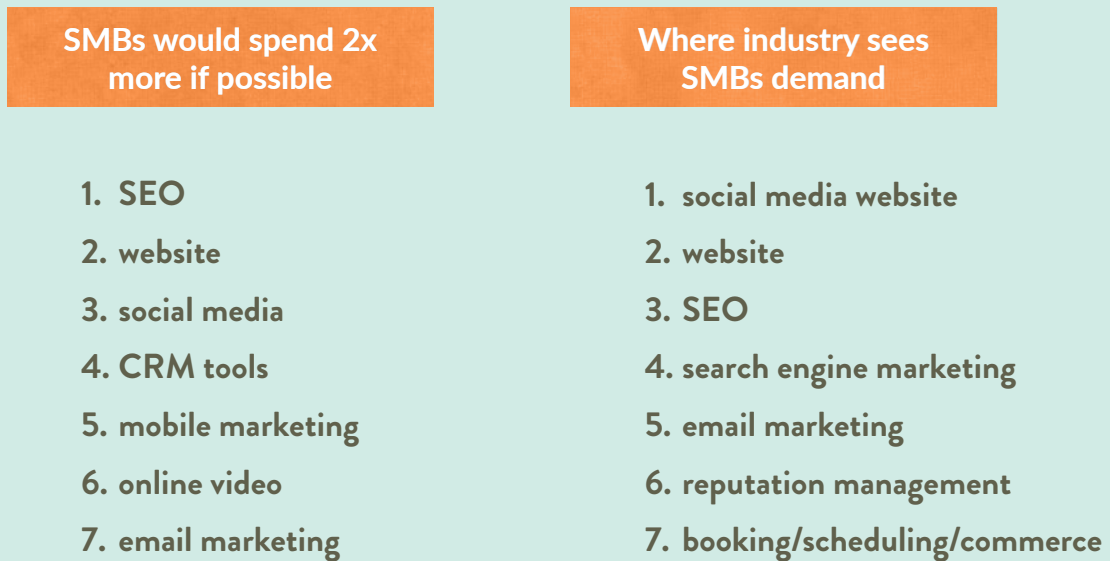 SMBs would spend 2x
more if possible
1. SEO
2. website
3. social media
4. CRM tools
5. mobile marketing
6. online video
7. email marketing
Where industry sees
SMBs demand
1. social media website
2. website
3. SEO
4. search engine marketing
5. email marketing
6. reputation management
7. booking/scheduling/commerce